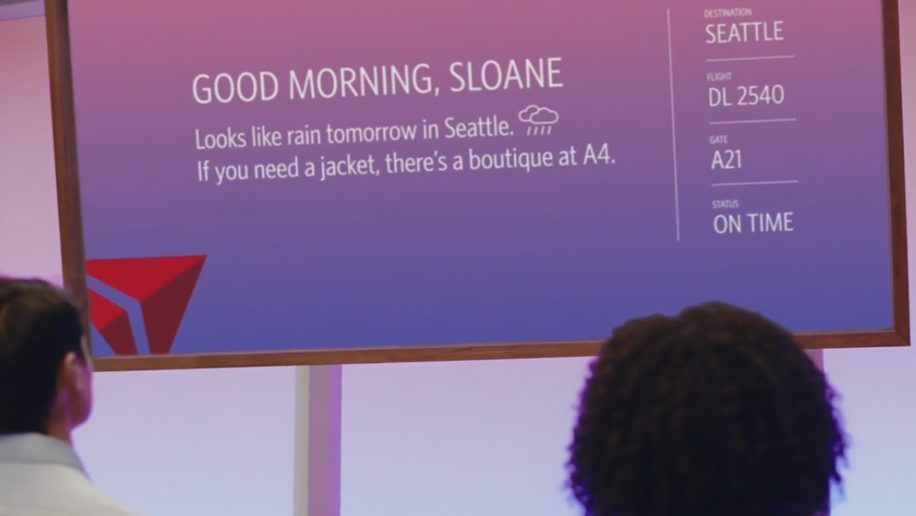 GOOD MORNING, SLOANE
Looks like rain tomorrow in Seattle.
If you need a jacket, there's a boutique at A4.
DESTINATION
SEATTLE
FLIGHT
DL 2540
GATE
A21
STATUS
ON TIME